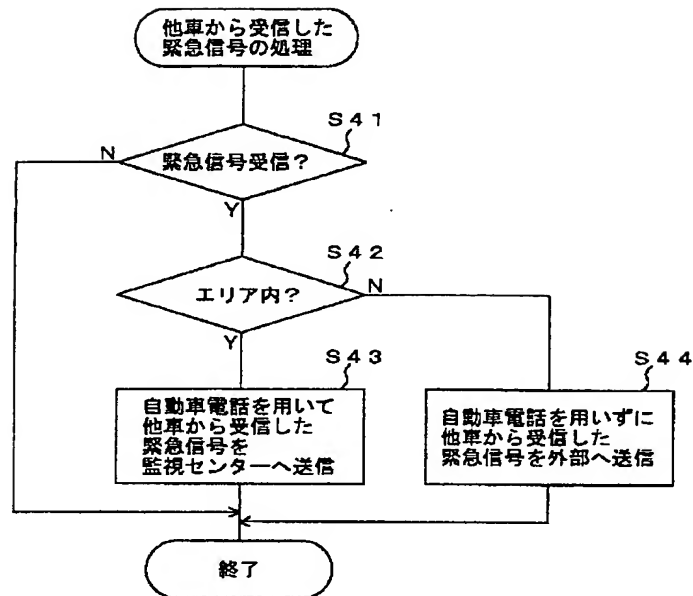 他車から受信した
緊急信号の処理
S41
N
緊急信号受信?
Y
S42
エリア内?
N
Y
S43
S44
自動車電話を用いて
他車から受信した
緊急信号を
監視センターへ送信
自動車電話を用いずに
他車から受信した
緊急信号を外部へ送信
終了